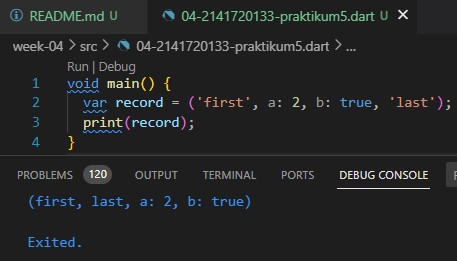 README.md U
04-2141720133-praktikum5.dart U
week-04 > src > 04-2141720133-praktikum5.dart > ...
Run | Debug
1 void main() {
2   var record = ('first', a: 2, b: true, 'last');
3   print(record);
4 }
PROBLEMS 120 OUTPUT TERMINAL PORTS DEBUG CONSOLE F
(first, last, a: 2, b: true)
Exited.